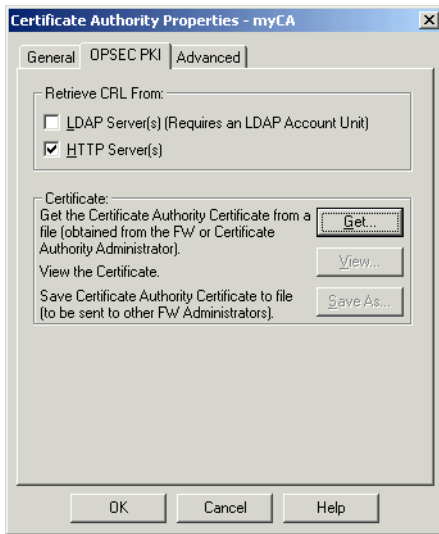 Certificate Authority Properties - myCA
General
OPSEC PKI
Advanced
Retrieve CRL From:
LDAP Server(s) (Requires an LDAP Account Unit)
HTTP Server(s)
Certificate:
Get the Certificate Authority Certificate from a
file (obtained from the FW or Certificate
Authority Administrator).
Get...
View the Certificate.
View...
Save Certificate Authority Certificate to file
(to be sent to other FW Administrators).
Save As...
OK
Cancel
Help